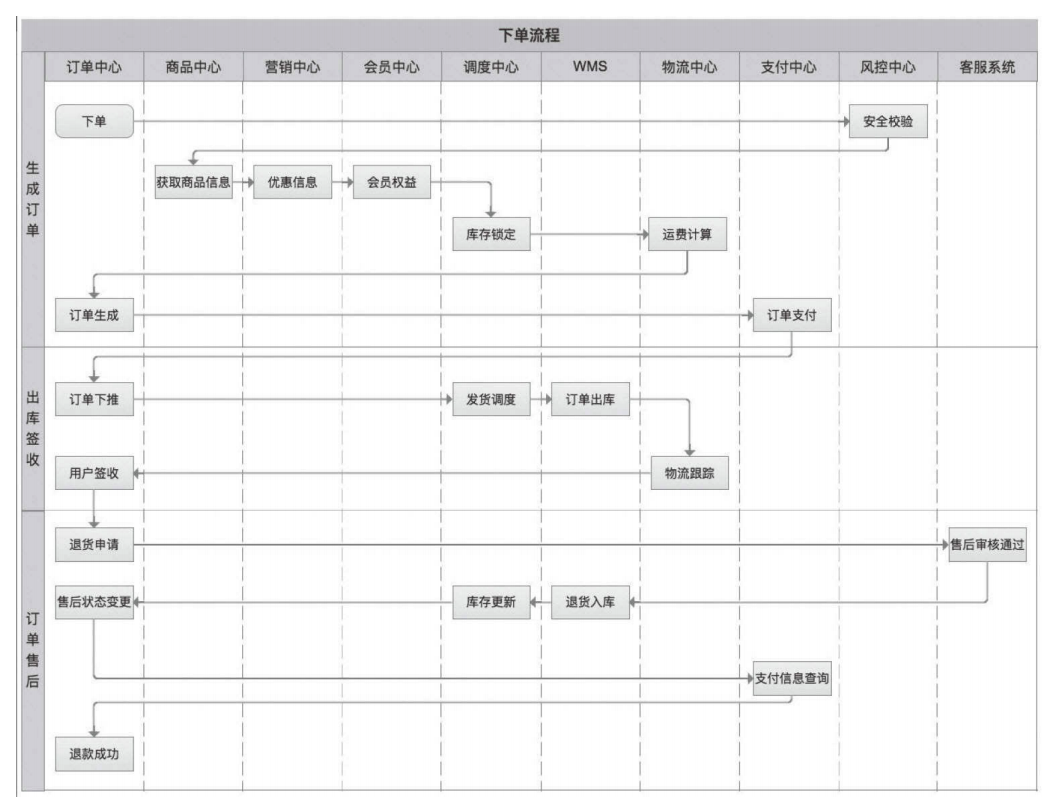 下单流程
订单中心 商品中心 营销中心 会员中心 调度中心 WMS 物流中心 支付中心 风控中心 客服系统
生成订单
下单 安全校验
获取商品信息 优惠信息 会员权益
库存锁定 运费计算
订单生成 订单支付
出库签收
订单下推 发货调度 订单出库
用户签收 物流跟踪
订单售后
退货申请 售后审核通过
售后状态变更 库存更新 退货入库
支付信息查询
退款成功